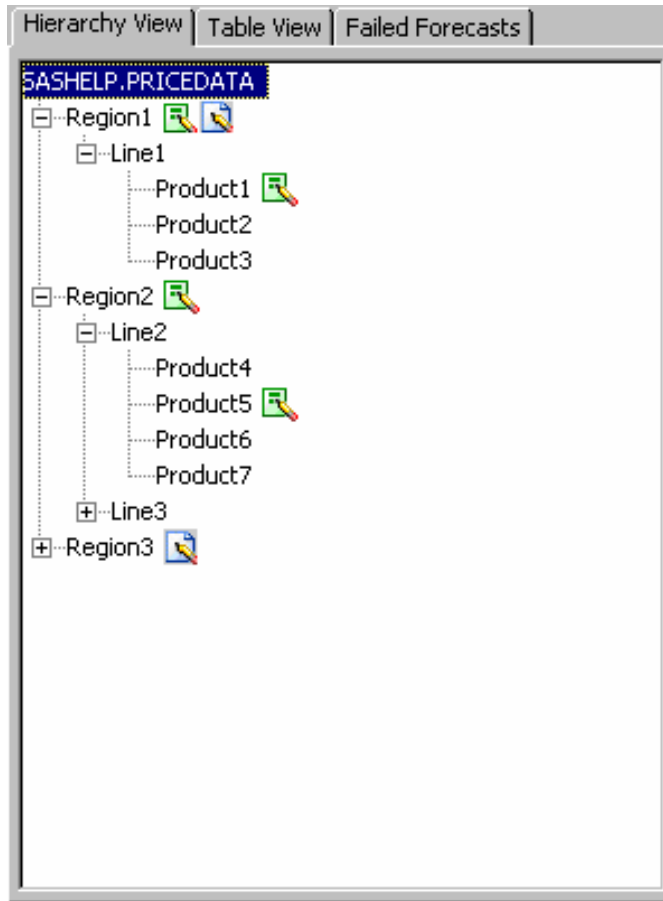 Hierarchy View Table View Failed Forecasts
SASHELP.PRICEDATA
Region1
Line1
Product1
Product2
Product3
Region2
Line2
Product4
Product5
Product6
Product7
Line3
Region3